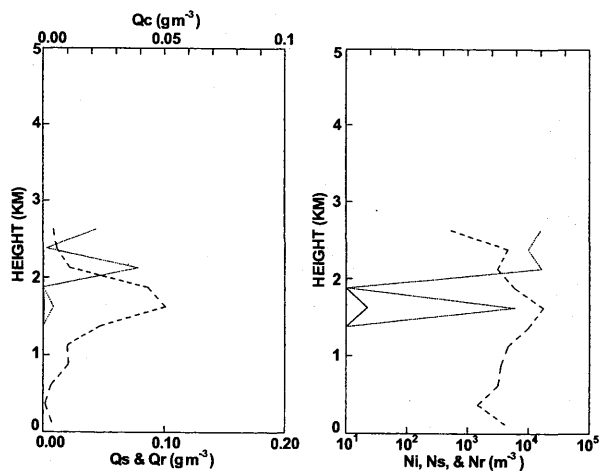 Qc (gm-3)
0.00 0.05 0.1
5
4
3
2
1
0
HEIGHT (KM)
0.00 0.10 0.20
Qs & Qr (gm-3)
5
4
3
2
1
0
HEIGHT (KM)
10¹ 10² 10³ 10⁴ 10⁵
Ni, Ns, & Nr (m-3)